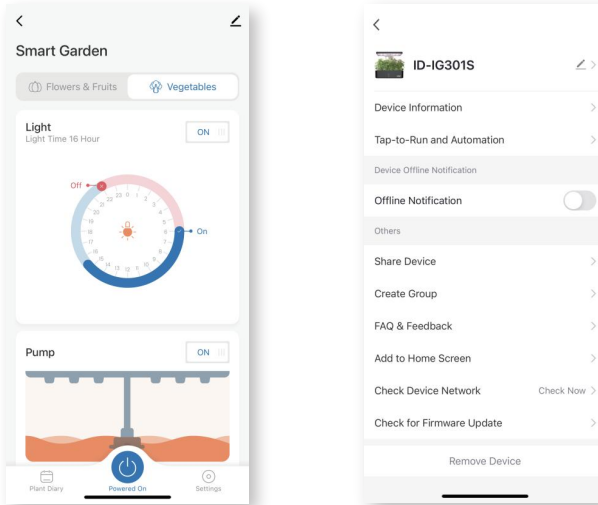 Smart Garden
Flowers & Fruits
Vegetables
Light
Light Time 16 Hour
ON
Off
On
Pump
ON
Plant Diary
Powered On
Settings
ID-IG301S
Device Information
Tap-to-Run and Automation
Device Offline Notification
Offline Notification
Others
Share Device
Create Group
FAQ & Feedback
Add to Home Screen
Check Device Network Check Now
Check for Firmware Update
Remove Device